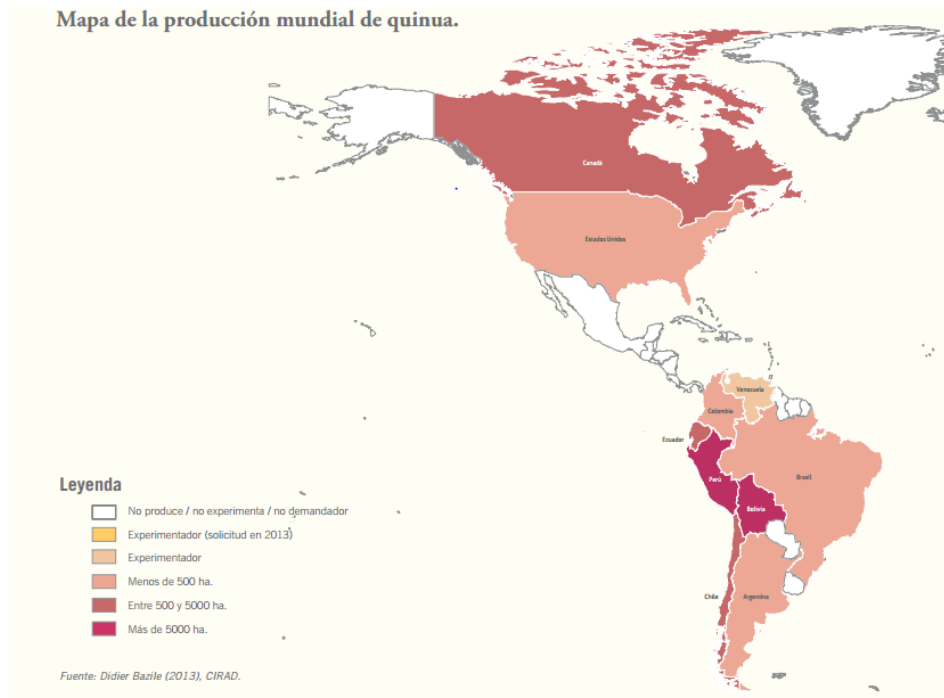 Mapa de la producción mundial de quinua.
Canadá
Estados Unidos
Venezuela
Colombia
Ecuador
Perú
Brasil
Bolivia
Chile
Argentina
Leyenda
No produce / no experimenta / no demandador
Experimentador (solicitud en 2013)
Experimentador
Menos de 500 ha.
Entre 500 y 5000 ha.
Más de 5000 ha.
Fuente: Didier Bazile (2013), CIRAD.